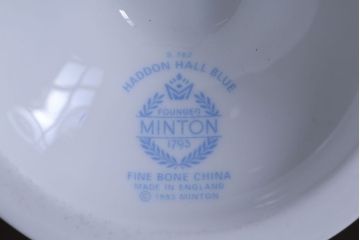 HADDON HALL BLUE
FOUNDED
MINTON
1793
FINE BONE CHINA
MADE IN ENGLAND
MINTON